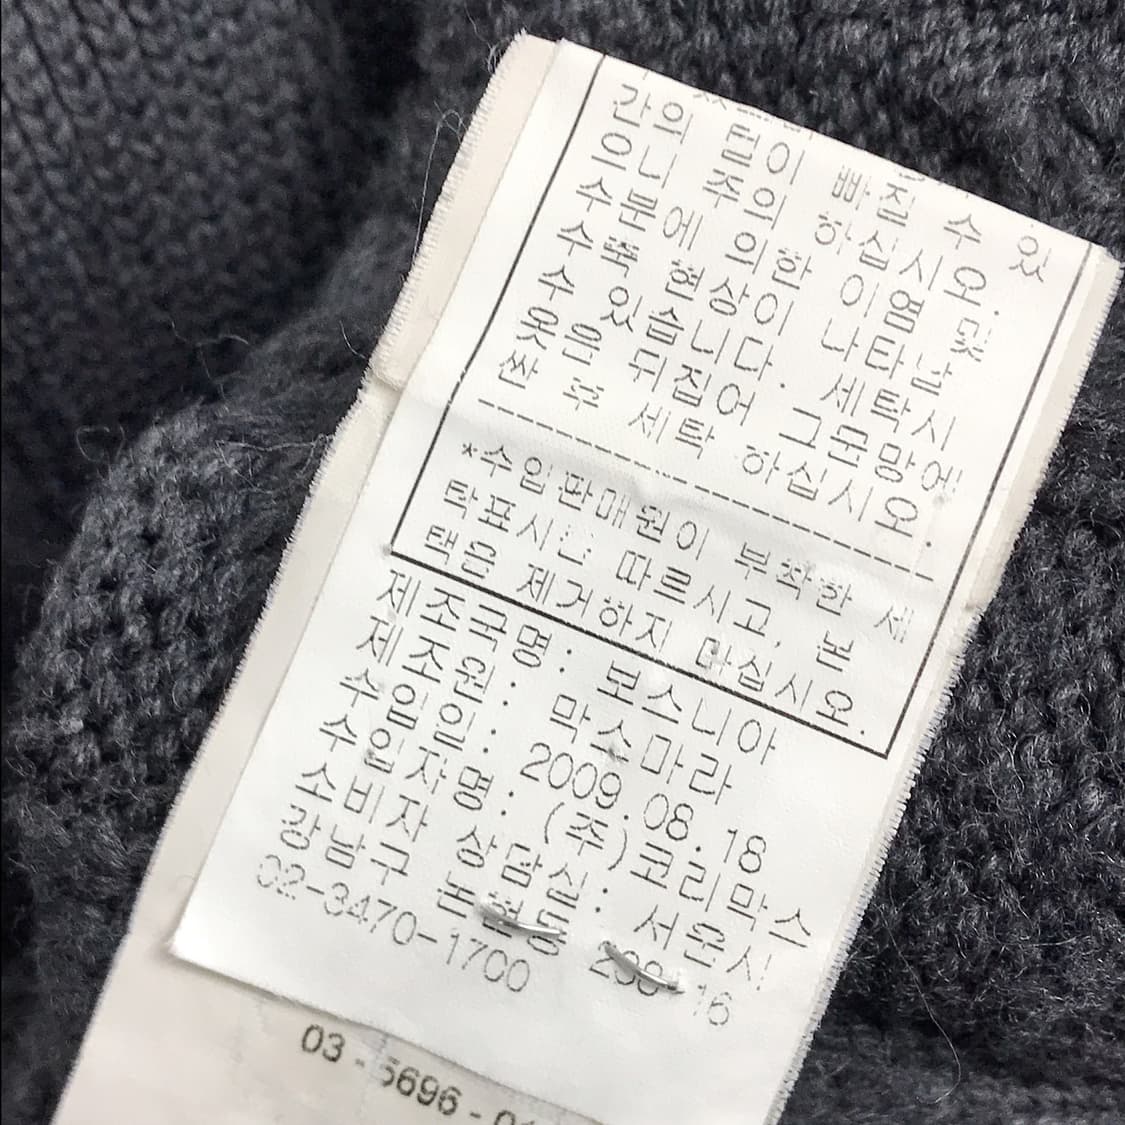 간의 털이 빠질 수 있
으니 주의 하십시오.
수분에 의한 이염 및
수축 현상이 나타날
수 있습니다. 세탁시
옷은 뒤집어 그물망에
싼 후 세탁 하십시오.
*수입판매원이 부착한 세
탁표시를 따르시고, 본
택은 제거하지 마십시오.
제조국명: 보스니아
제조원: 막스마라
수입일: 2009.08.18
수입자명: (주)코리막스
소비자 상담실: 서울시
강남구 논현동 16
02-3470-1700
03 - 5696 -